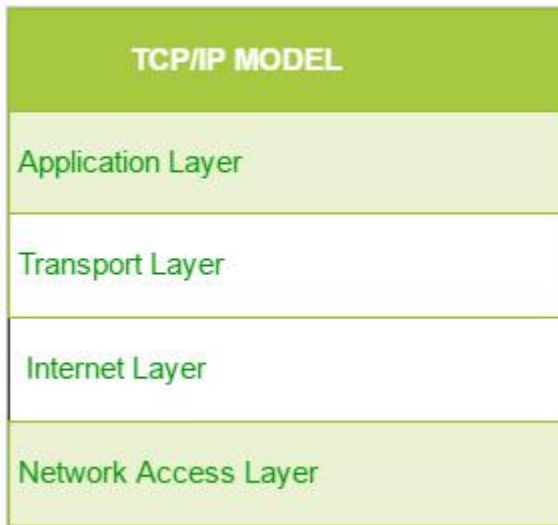 TCP/IP MODEL
Application Layer
Transport Layer
Internet Layer
Network Access Layer